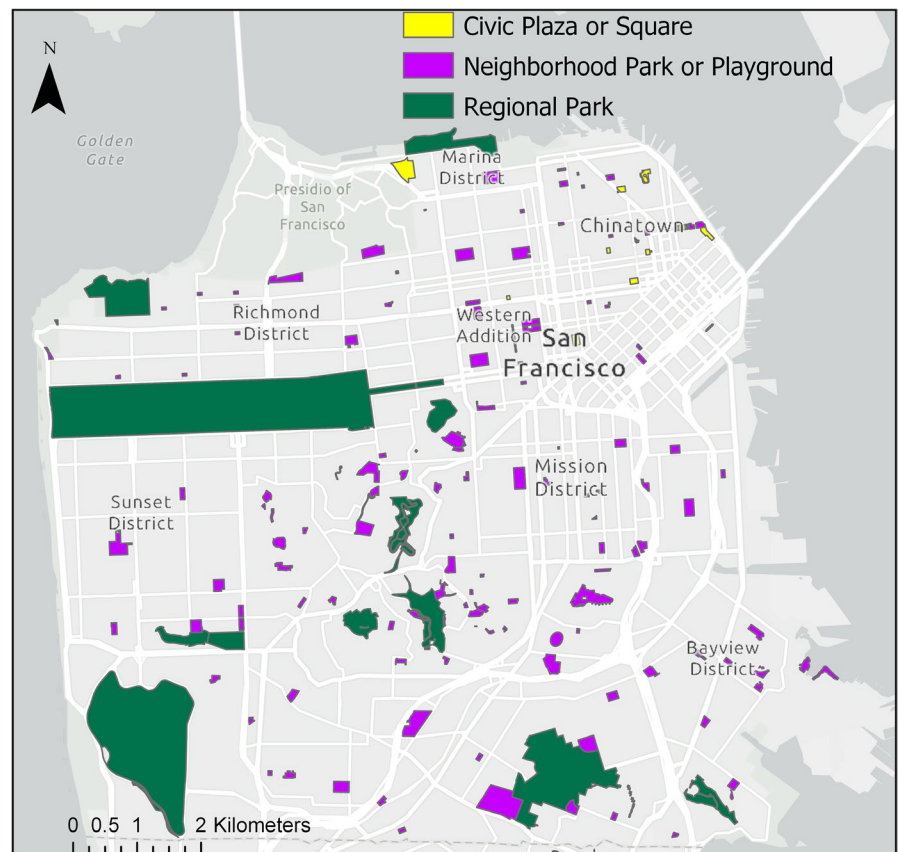 Civic Plaza or Square
Neighborhood Park or Playground
Regional Park
N
Golden
Gate
Marina
District
Presidio of
San
Francisco
Chinatown
Richmond
District
Western
Addition
San
Francisco
Mission
District
Sunset
District
Bayview
District
0 0.5 1 2 Kilometers